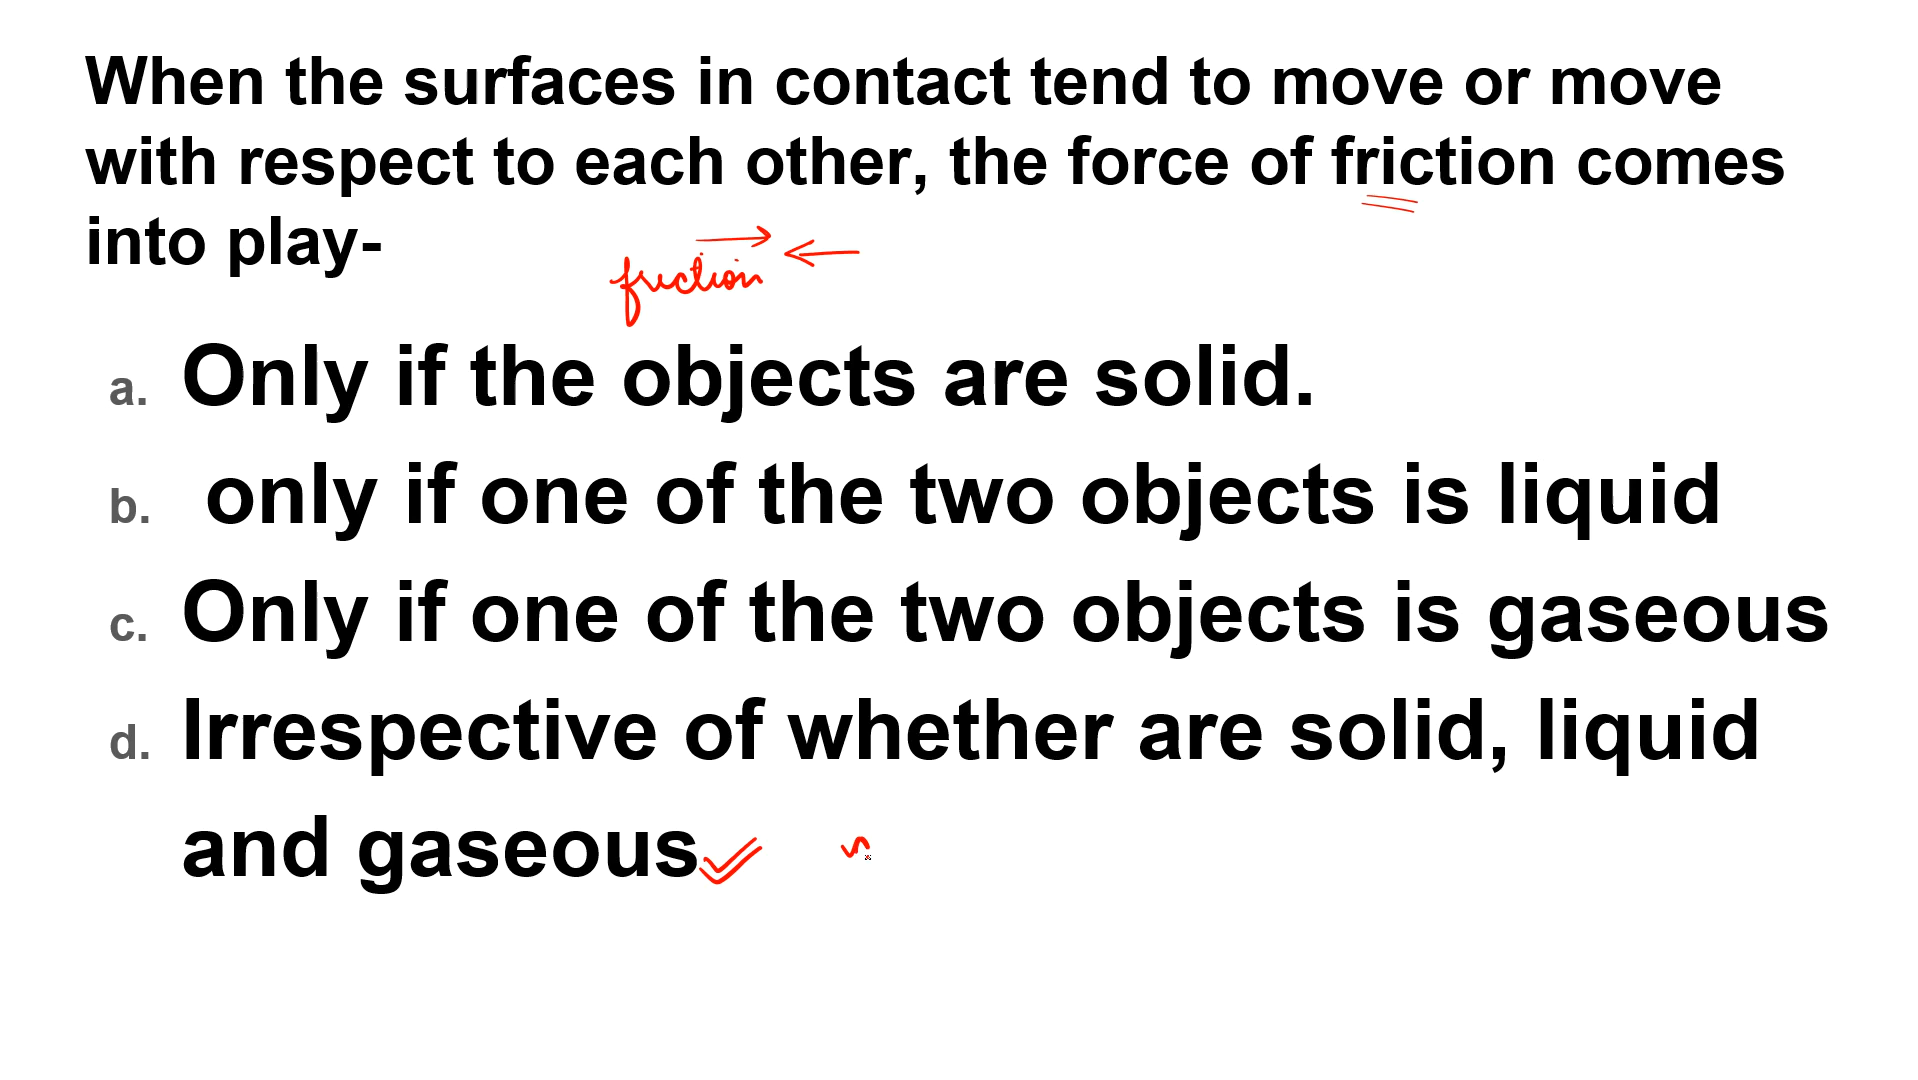 When the surfaces in contact tend to move or move
with respect to each other, the force of friction comes
into play-
friction
a. Only if the objects are solid.
b. only if one of the two objects is liquid
c. Only if one of the two objects is gaseous
d. Irrespective of whether are solid, liquid
and gaseous